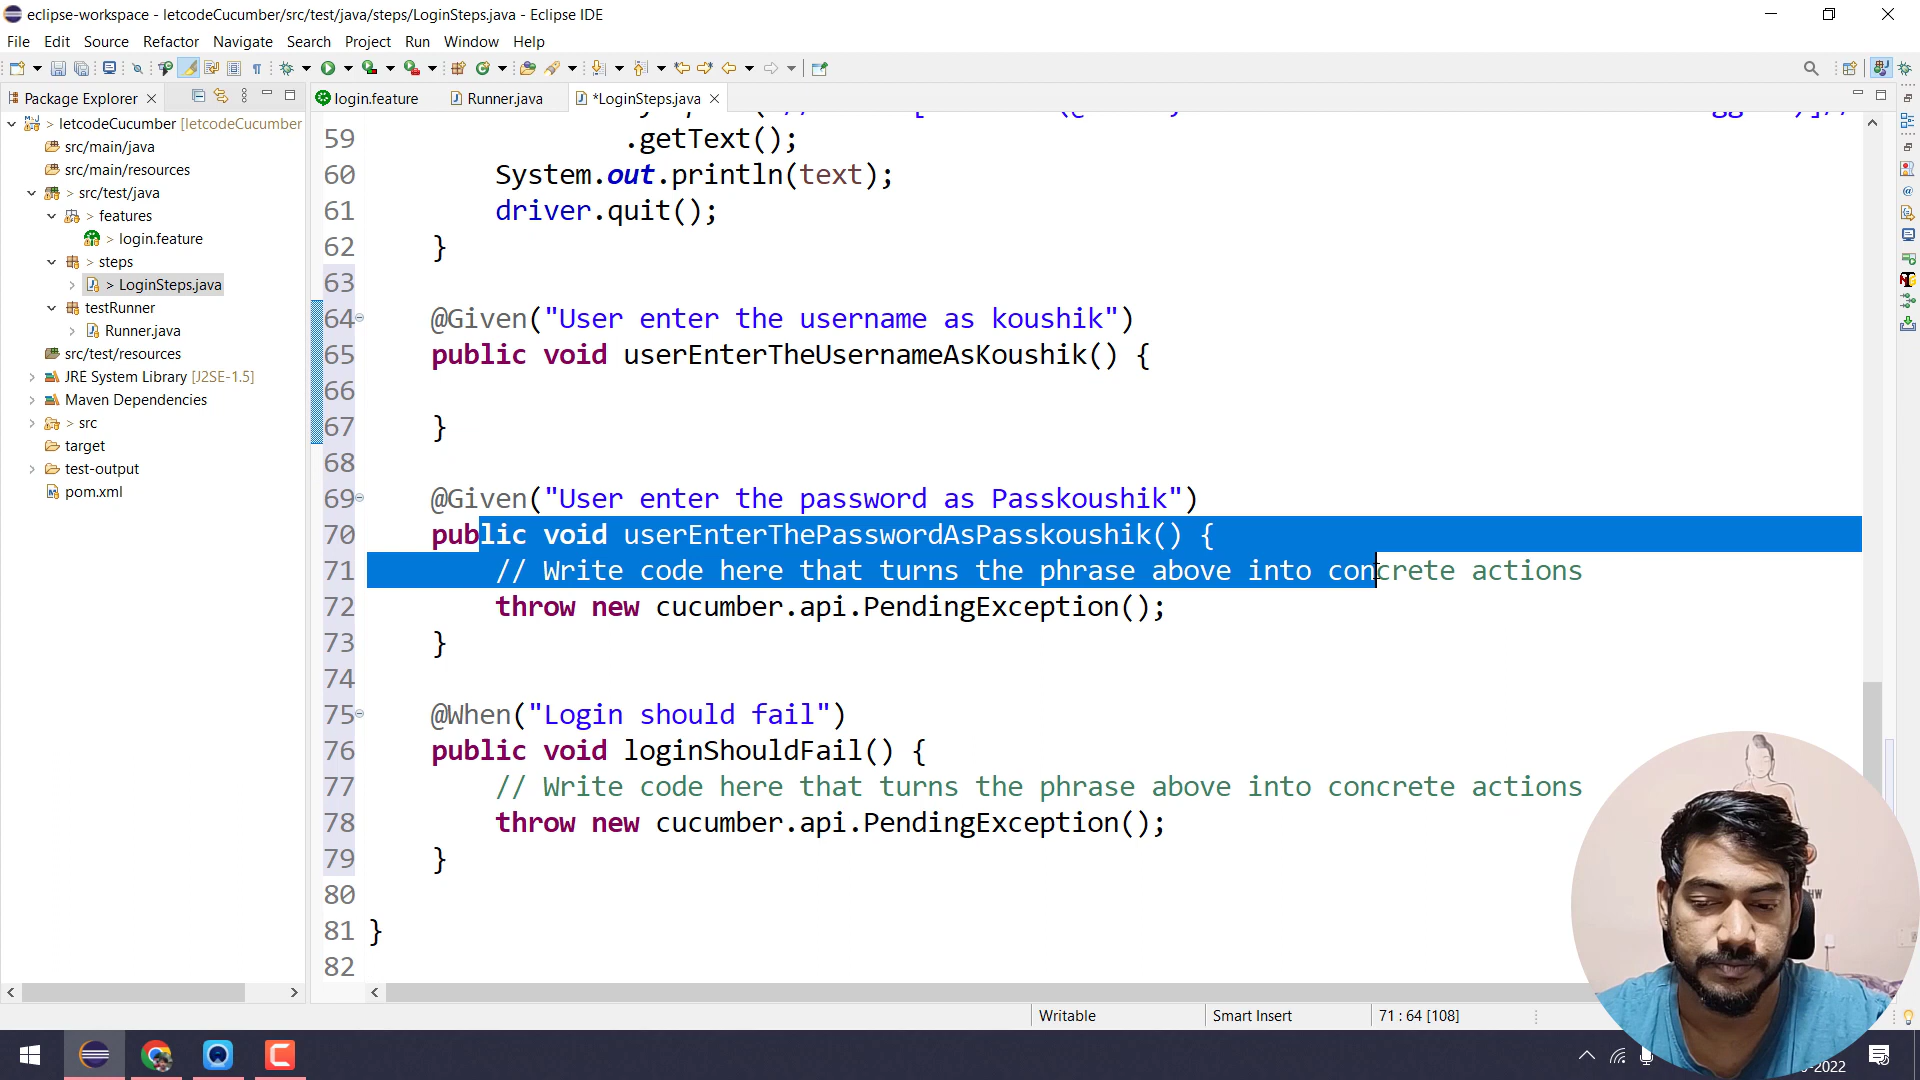 eclipse-workspace - letcodeCucumber/src/test/java/steps/LoginSteps.java - Eclipse IDE
File Edit Source Refactor Navigate Search Project Run Window Help
Package Explorer
login.feature
Runner.java
*LoginSteps.java
> letcodeCucumber [letcodeCucumber
src/main/java
src/main/resources
> src/test/java
> features
> login.feature
> steps
> LoginSteps.java
testRunner
Runner.java
src/test/resources
JRE System Library [J2SE-1.5]
Maven Dependencies
> src
target
test-output
pom.xml
59 .getText();
60 System.out.println(text);
61 driver.quit();
62 }
63
64 @Given("User enter the username as koushik")
65 public void userEnterTheUsernameAsKoushik() {
66
67 }
68
69 @Given("User enter the password as Passkoushik")
70 public void userEnterThePasswordAsPasskoushik() {
71 // Write code here that turns the phrase above into concrete actions
72 throw new cucumber.api.PendingException();
73 }
74
75 @When("Login should fail")
76 public void loginShouldFail() {
77 // Write code here that turns the phrase above into concrete actions
78 throw new cucumber.api.PendingException();
79 }
80
81 }
82
Writable
Smart Insert
71 : 64 [108]
-2022